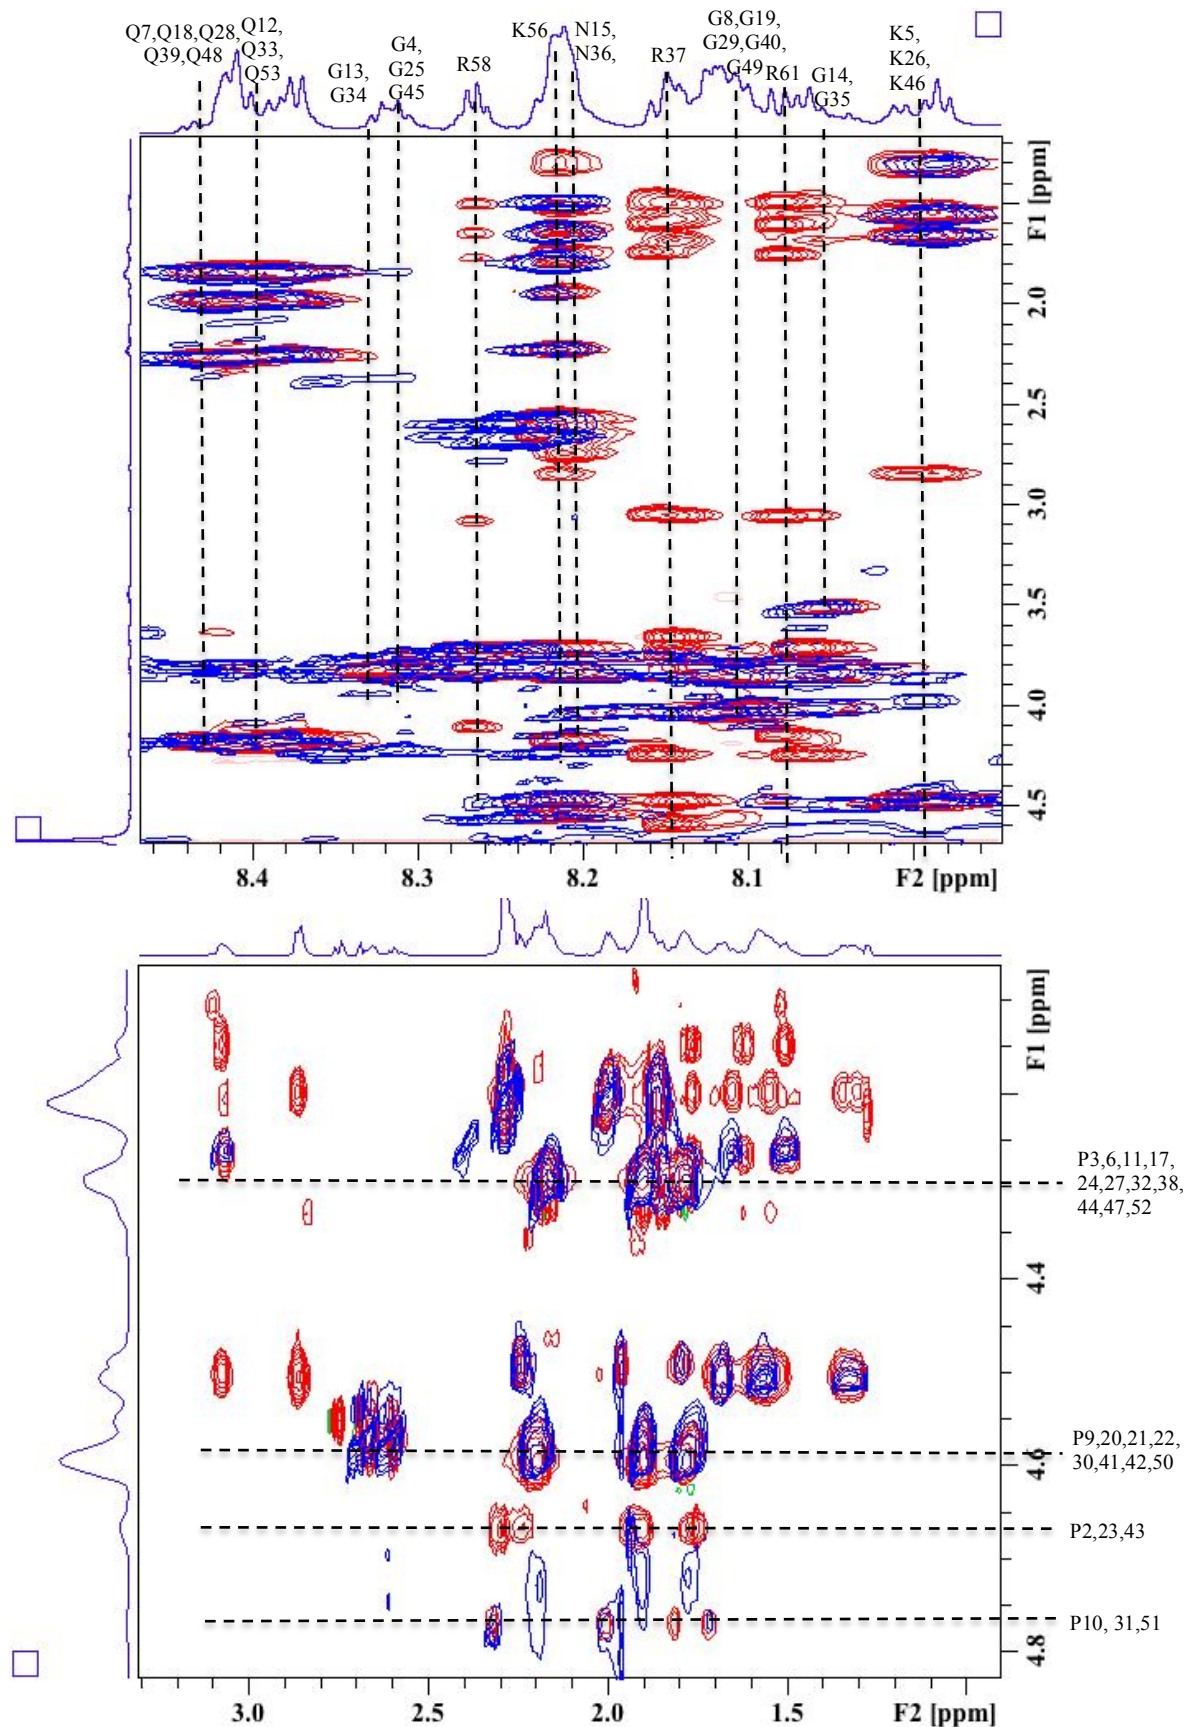 Q7,Q18,Q28,
Q39,Q48
Q12,
Q33,
Q53
G13,
G34
G4,
G25
G45
R58
K56
N15,
N36,
R37
G8,G19,
G29,G40,
G49
R61
G14,
G35
K5,
K26,
K46
F1 [ppm]
2.0
2.5
3.0
3.5
4.0
4.5
8.4
8.3
8.2
8.1
F2 [ppm]
F1 [ppm]
P3,6,11,17,
24,27,32,38,
44,47,52
4.4
P9,20,21,22,
30,41,42,50
4.6
P2,23,43
P10, 31,51
4.8
3.0
2.5
2.0
1.5
F2 [ppm]